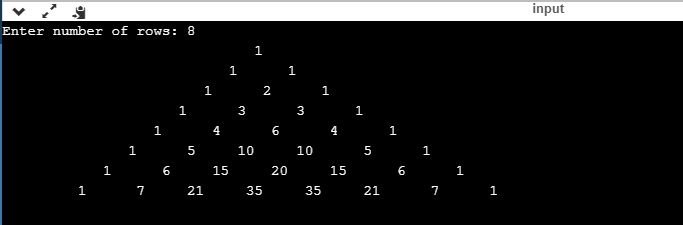 input
Enter number of rows: 8
1
1 1
1 2 1
1 3 3 1
1 4 6 4 1
1 5 10 10 5 1
1 6 15 20 15 6 1
1 7 21 35 35 21 7 1